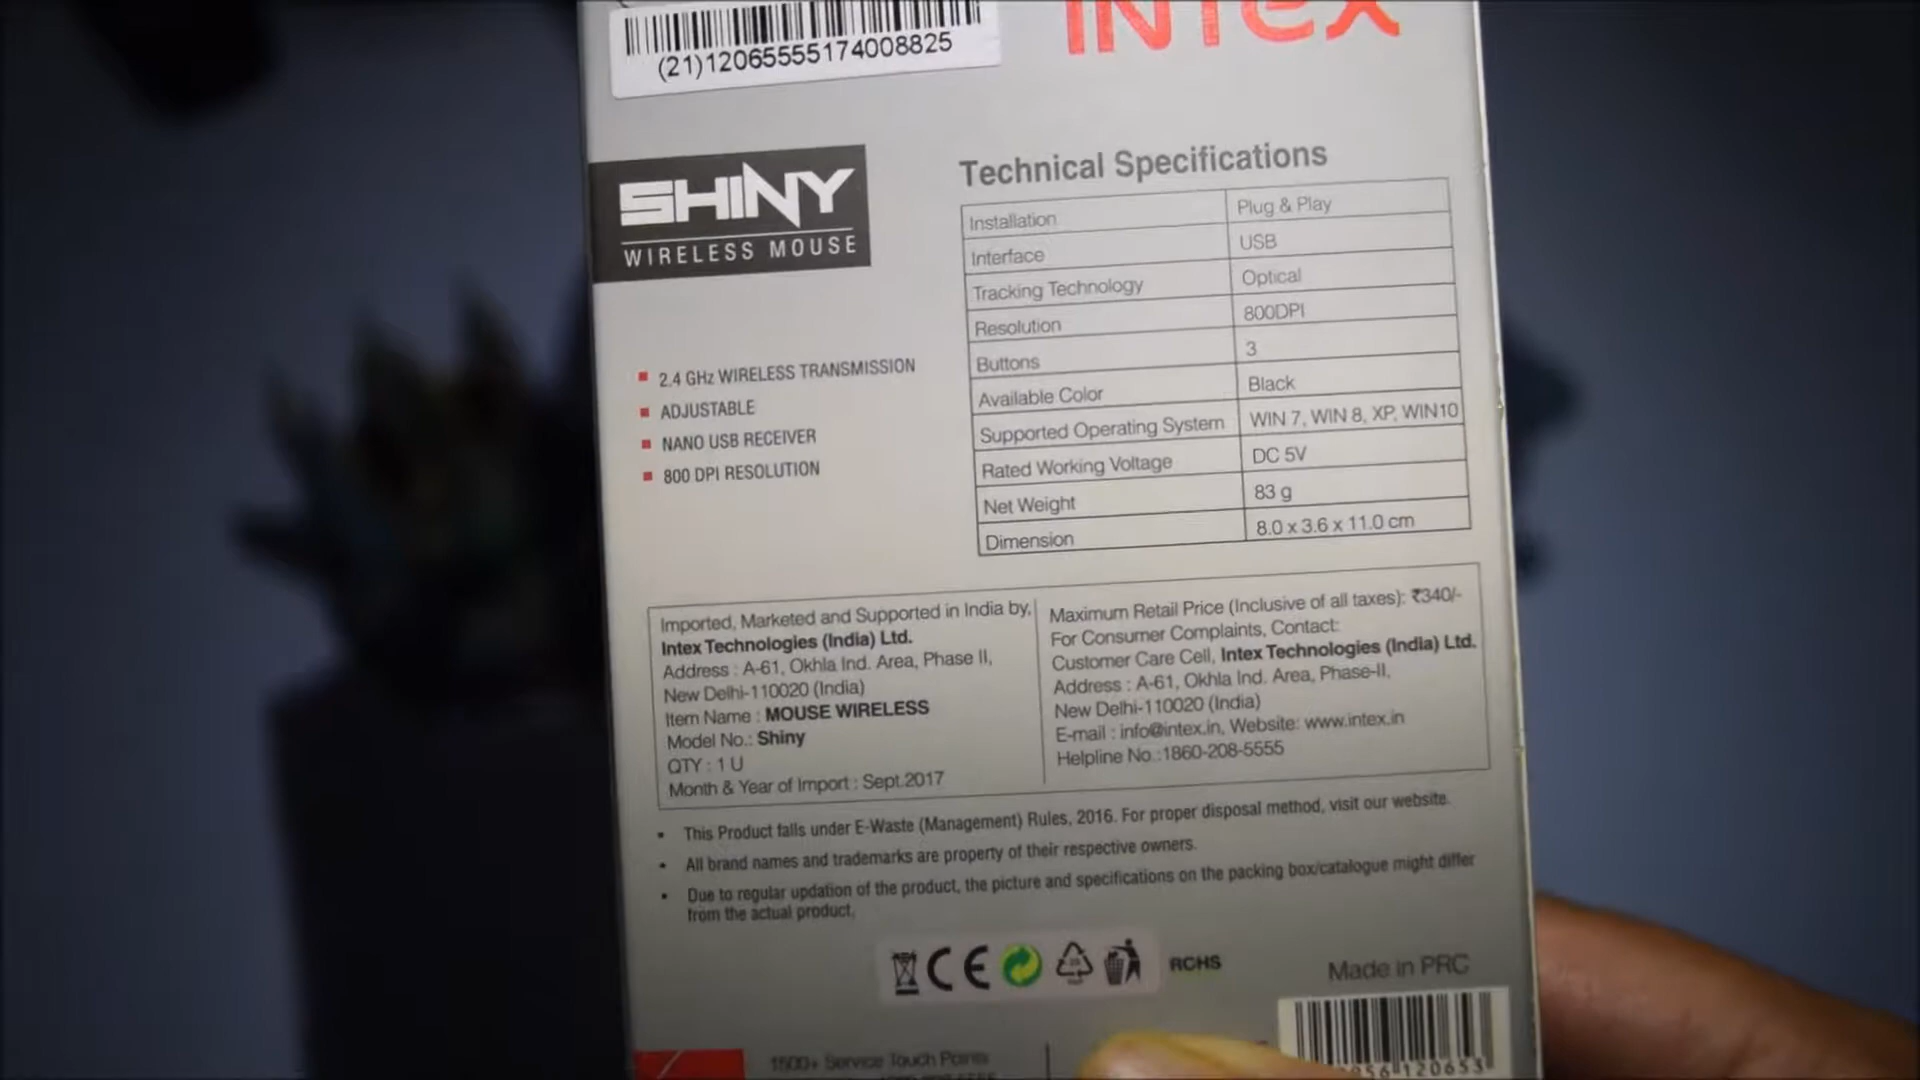 (21)12065555174008825
INTEX
SHINY
WIRELESS MOUSE
2.4 GHz WIRELESS TRANSMISSION
ADJUSTABLE
NANO USB RECEIVER
800 DPI RESOLUTION
Technical Specifications
Installation Plug & Play
Interface USB
Tracking Technology Optical
Resolution 800DPI
Buttons 3
Available Color Black
Supported Operating System WIN 7, WIN 8, XP, WIN10
Rated Working Voltage DC 5V
Net Weight 83 g
Dimension 8.0 x 3.6 x 11.0 cm
Imported, Marketed and Supported in India by,
Intex Technologies (India) Ltd.
Address : A-61, Okhla Ind. Area, Phase II,
New Delhi-110020 (India)
Item Name : MOUSE WIRELESS
Model No.: Shiny
QTY : 1 U
Month & Year of Import : Sept.2017
Maximum Retail Price (Inclusive of all taxes): ₹340/-
For Consumer Complaints, Contact:
Customer Care Cell, Intex Technologies (India) Ltd.
Address : A-61, Okhla Ind. Area, Phase-II,
New Delhi-110020 (India)
E-mail : info@intex.in, Website: www.intex.in
Helpline No.:1860-208-5555
• This Product falls under E-Waste (Management) Rules, 2016. For proper disposal method, visit our website.
• All brand names and trademarks are property of their respective owners.
• Due to regular updation of the product, the picture and specifications on the packing box/catalogue might differ
from the actual product.
CE
ROHS
Made in PRC
1500+ Service Touch Points
120653